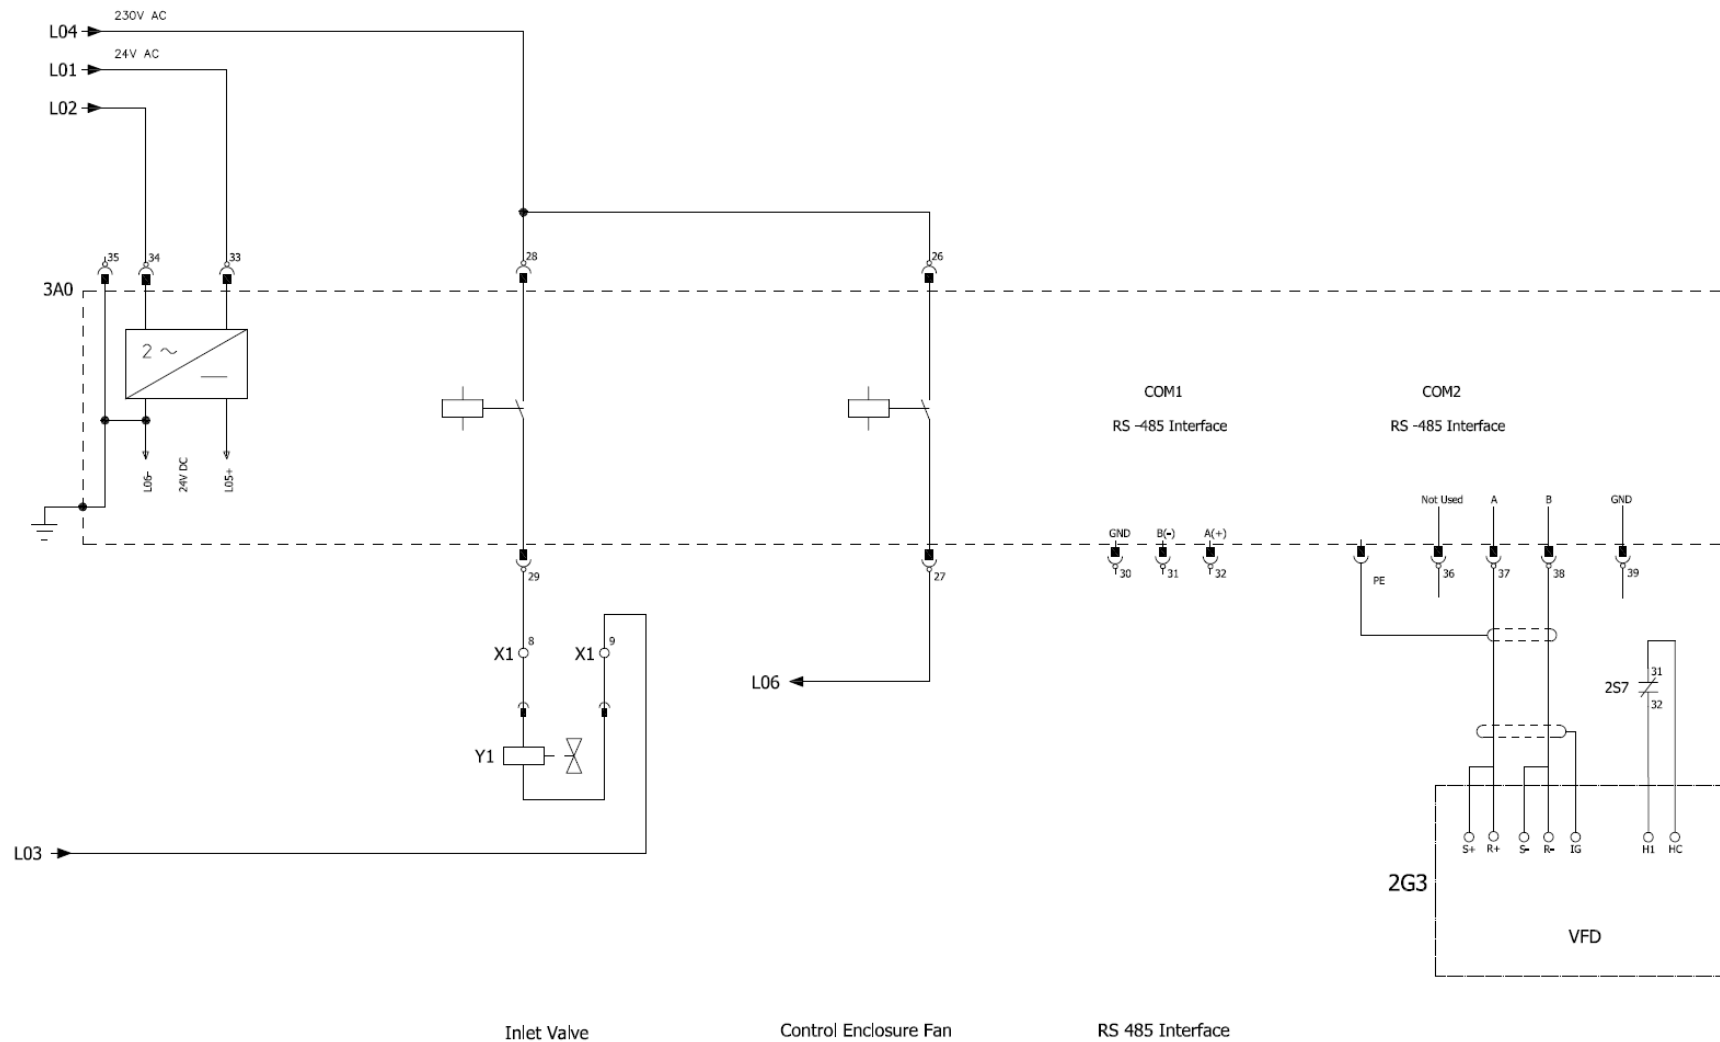 230V AC
L04
24V AC
L01
L02
35
34
33
28
26
3A0
2 ~
COM1
COM2
RS -485 Interface
RS -485 Interface
L06-
24V DC
L05+
Not Used
A
B
GND
GND
B(-)
A(+)
29
27
30
31
32
PE
36
37
38
39
8
9
X1
X1
L06
31
2S7
32
Y1
S+
R+
S-
R-
IG
H1
HC
L03
2G3
VFD
Inlet Valve
Control Enclosure Fan
RS 485 Interface